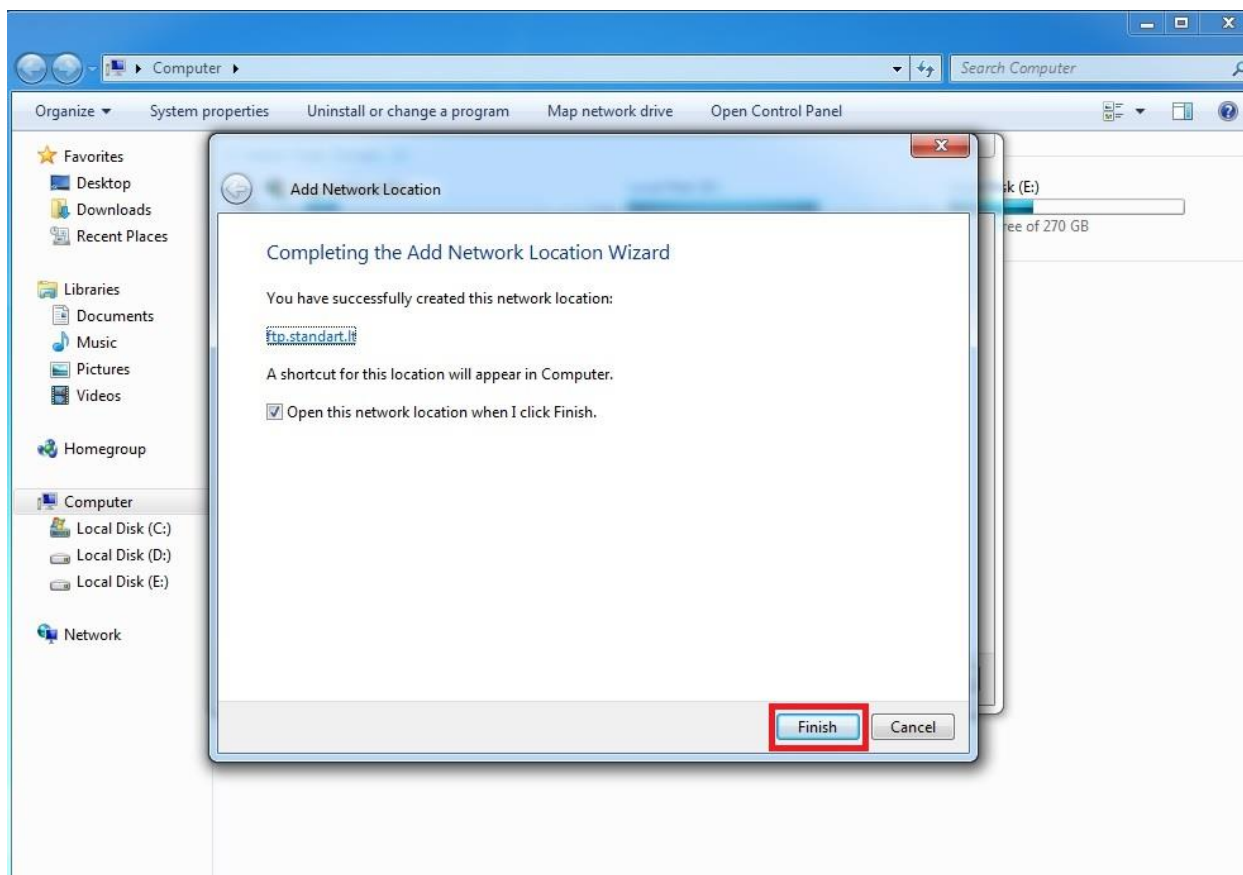 Computer
Search Computer
Organize
System properties
Uninstall or change a program
Map network drive
Open Control Panel
Favorites
Desktop
Downloads
Recent Places
Libraries
Documents
Music
Pictures
Videos
Homegroup
Computer
Local Disk (C:)
Local Disk (D:)
Local Disk (E:)
Network
Add Network Location
Completing the Add Network Location Wizard
You have successfully created this network location:
ftp.standart.lt
A shortcut for this location will appear in Computer.
Open this network location when I click Finish.
Finish
Cancel
(E:)
of 270 GB